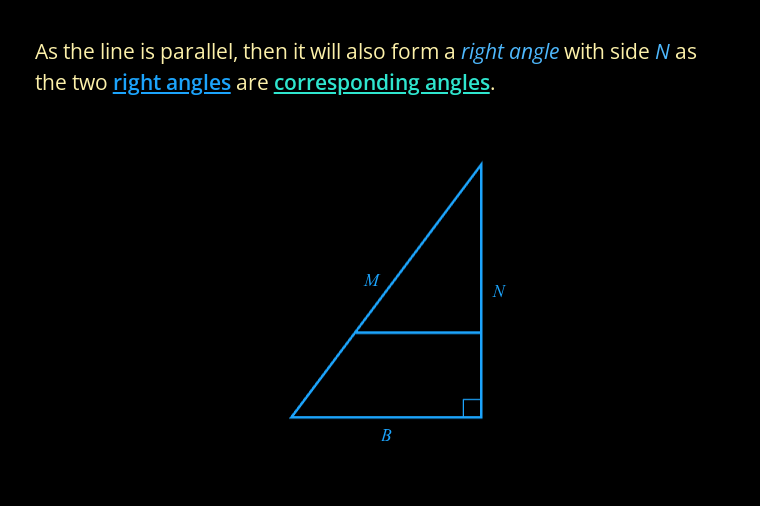 As the line is parallel, then it will also form a right angle with side N as
the two right angles are corresponding angles.
M
N
B